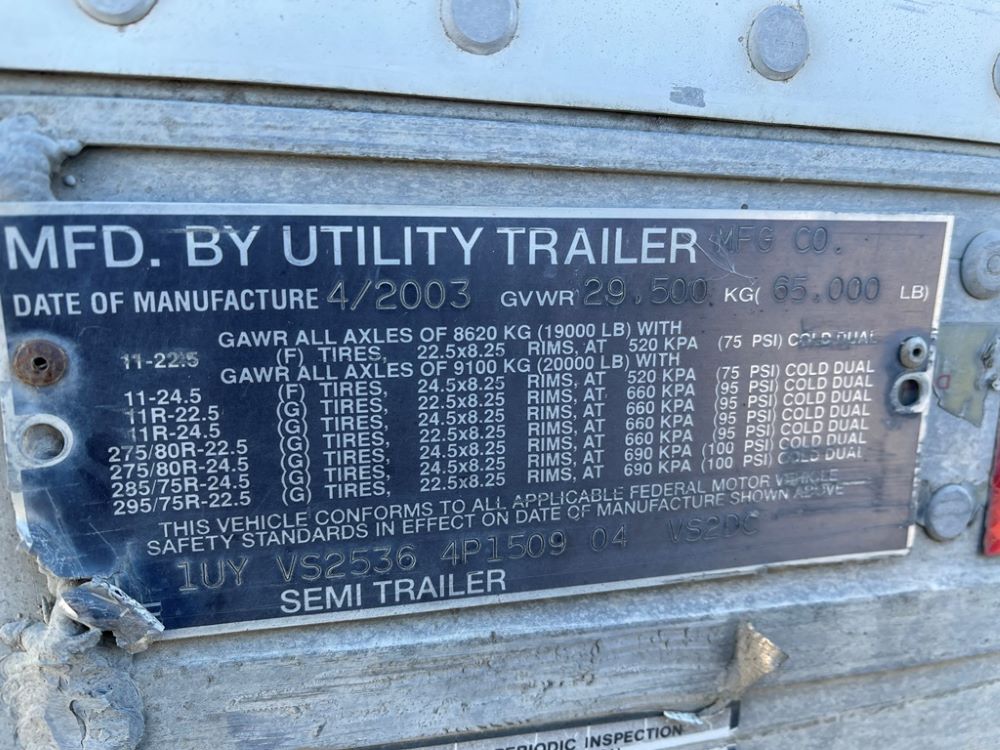 MFD. BY UTILITY TRAILER MFG CO.
DATE OF MANUFACTURE 4/2003 GVWR 29.500 KG( 65.000 LB)
GAWR ALL AXLES OF 8620 KG (19000 LB) WITH
11-22.5 (F) TIRES, 22.5x8.25 RIMS, AT 520 KPA (75 PSI) COLD DUAL
GAWR ALL AXLES OF 9100 KG (20000 LB) WITH
11-24.5 (F) TIRES, 24.5x8.25 RIMS, AT 520 KPA (75 PSI) COLD DUAL
11R-22.5 (G) TIRES, 22.5x8.25 RIMS, AT 660 KPA (95 PSI) COLD DUAL
11R-24.5 (G) TIRES, 24.5x8.25 RIMS, AT 660 KPA (95 PSI) COLD DUAL
275/80R-22.5 (G) TIRES, 22.5x8.25 RIMS, AT 660 KPA (95 PSI) COLD DUAL
275/80R-24.5 (G) TIRES, 24.5x8.25 RIMS, AT 660 KPA (95 PSI) COLD DUAL
285/75R-24.5 (G) TIRES, 24.5x8.25 RIMS, AT 690 KPA (100 PSI) COLD DUAL
295/75R-22.5 (G) TIRES, 22.5x8.25 RIMS, AT 690 KPA (100 PSI) COLD DUAL
THIS VEHICLE CONFORMS TO ALL APPLICABLE FEDERAL MOTOR VEHICLE
SAFETY STANDARDS IN EFFECT ON DATE OF MANUFACTURE SHOWN ABOVE
1UY VS2536 4P1509 04 VS2DC
SEMI TRAILER
PERIODIC INSPECTION